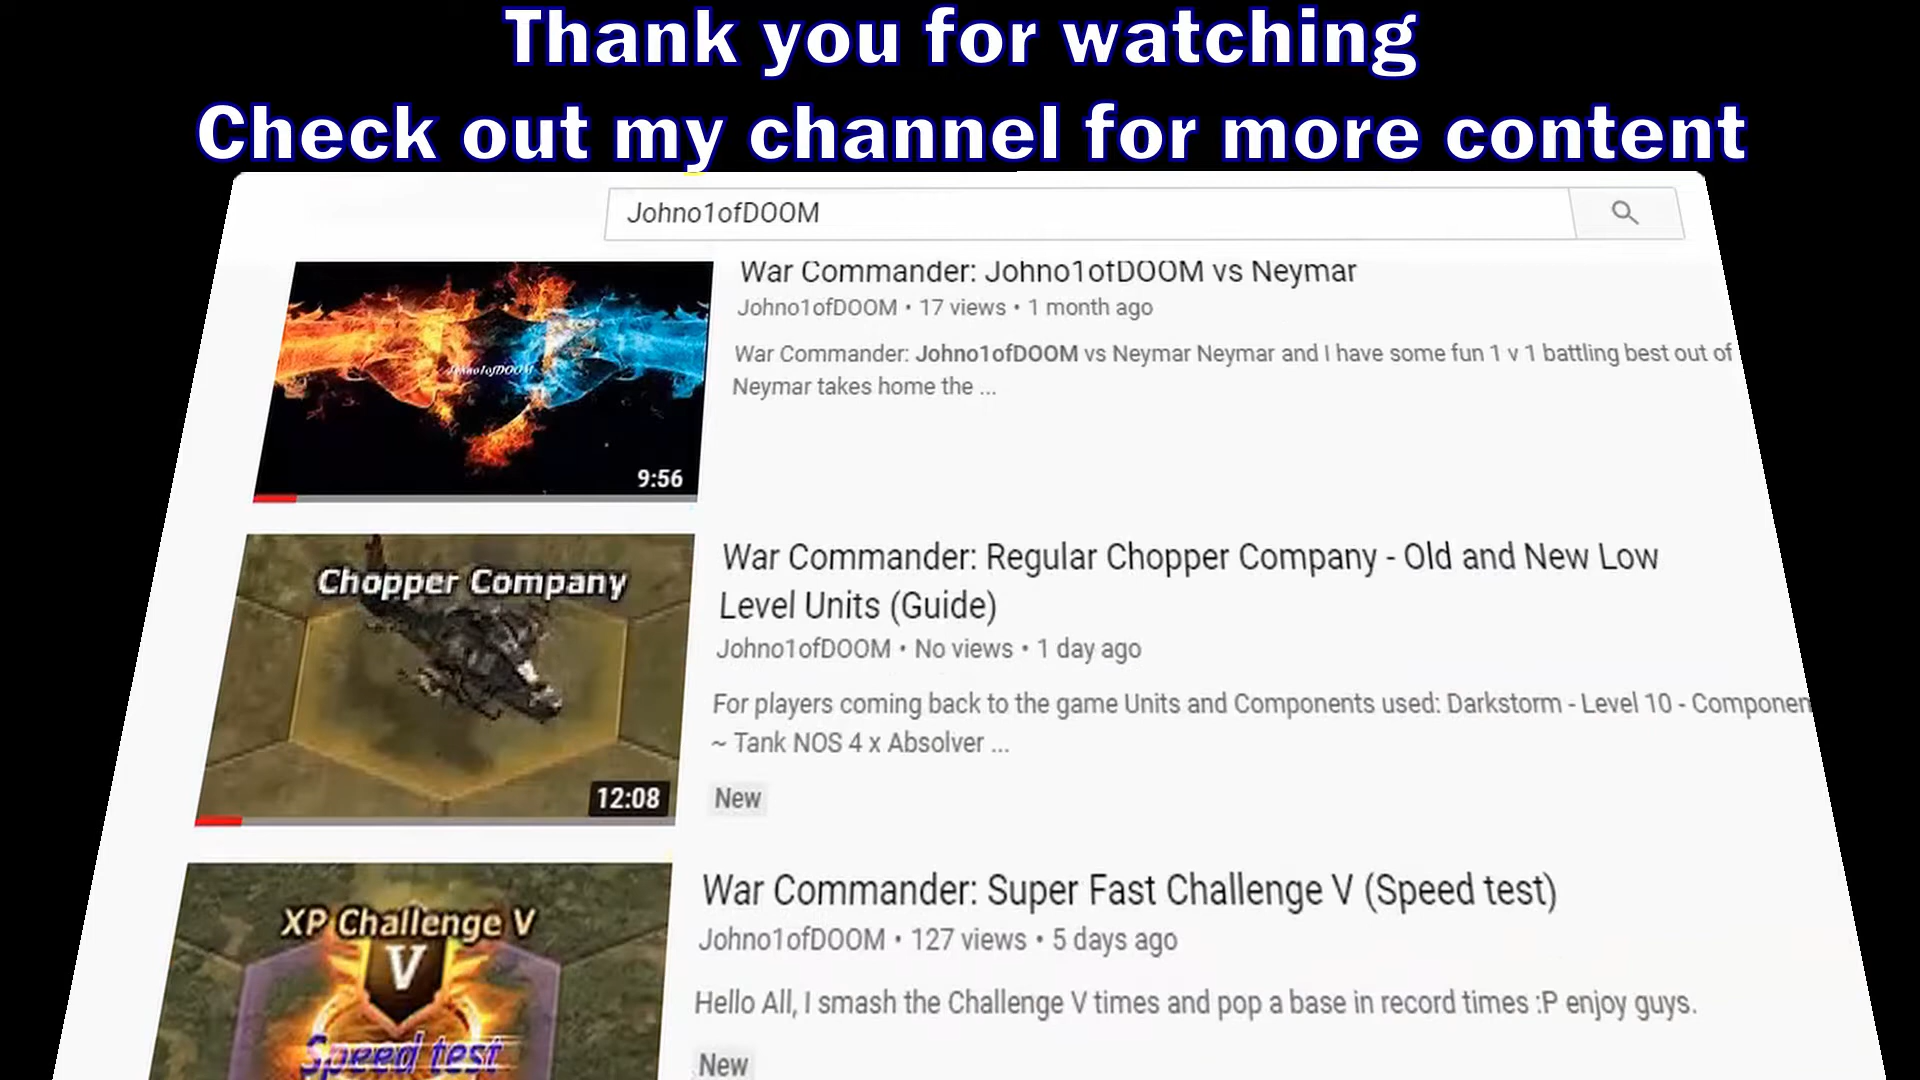 Thank you for watching
Check out my channel for more content
Johno1ofDOOM
War Commander: Johno1ofDOOM vs Neymar
Johno1ofDOOM • 17 views • 1 month ago
War Commander: Johno1ofDOOM vs Neymar Neymar and I have some fun 1 v 1 battling best out of
Neymar takes home the ...
Johno1ofDOOM
9:56
Chopper Company
12:08
War Commander: Regular Chopper Company - Old and New Low
Level Units (Guide)
Johno1ofDOOM • No views • 1 day ago
For players coming back to the game Units and Components used: Darkstorm - Level 10 - Componen
~ Tank NOS 4 x Absolver ...
New
XP Challenge V
V
Speed test
War Commander: Super Fast Challenge V (Speed test)
Johno1ofDOOM • 127 views • 5 days ago
Hello All, I smash the Challenge V times and pop a base in record times :P enjoy guys.
New